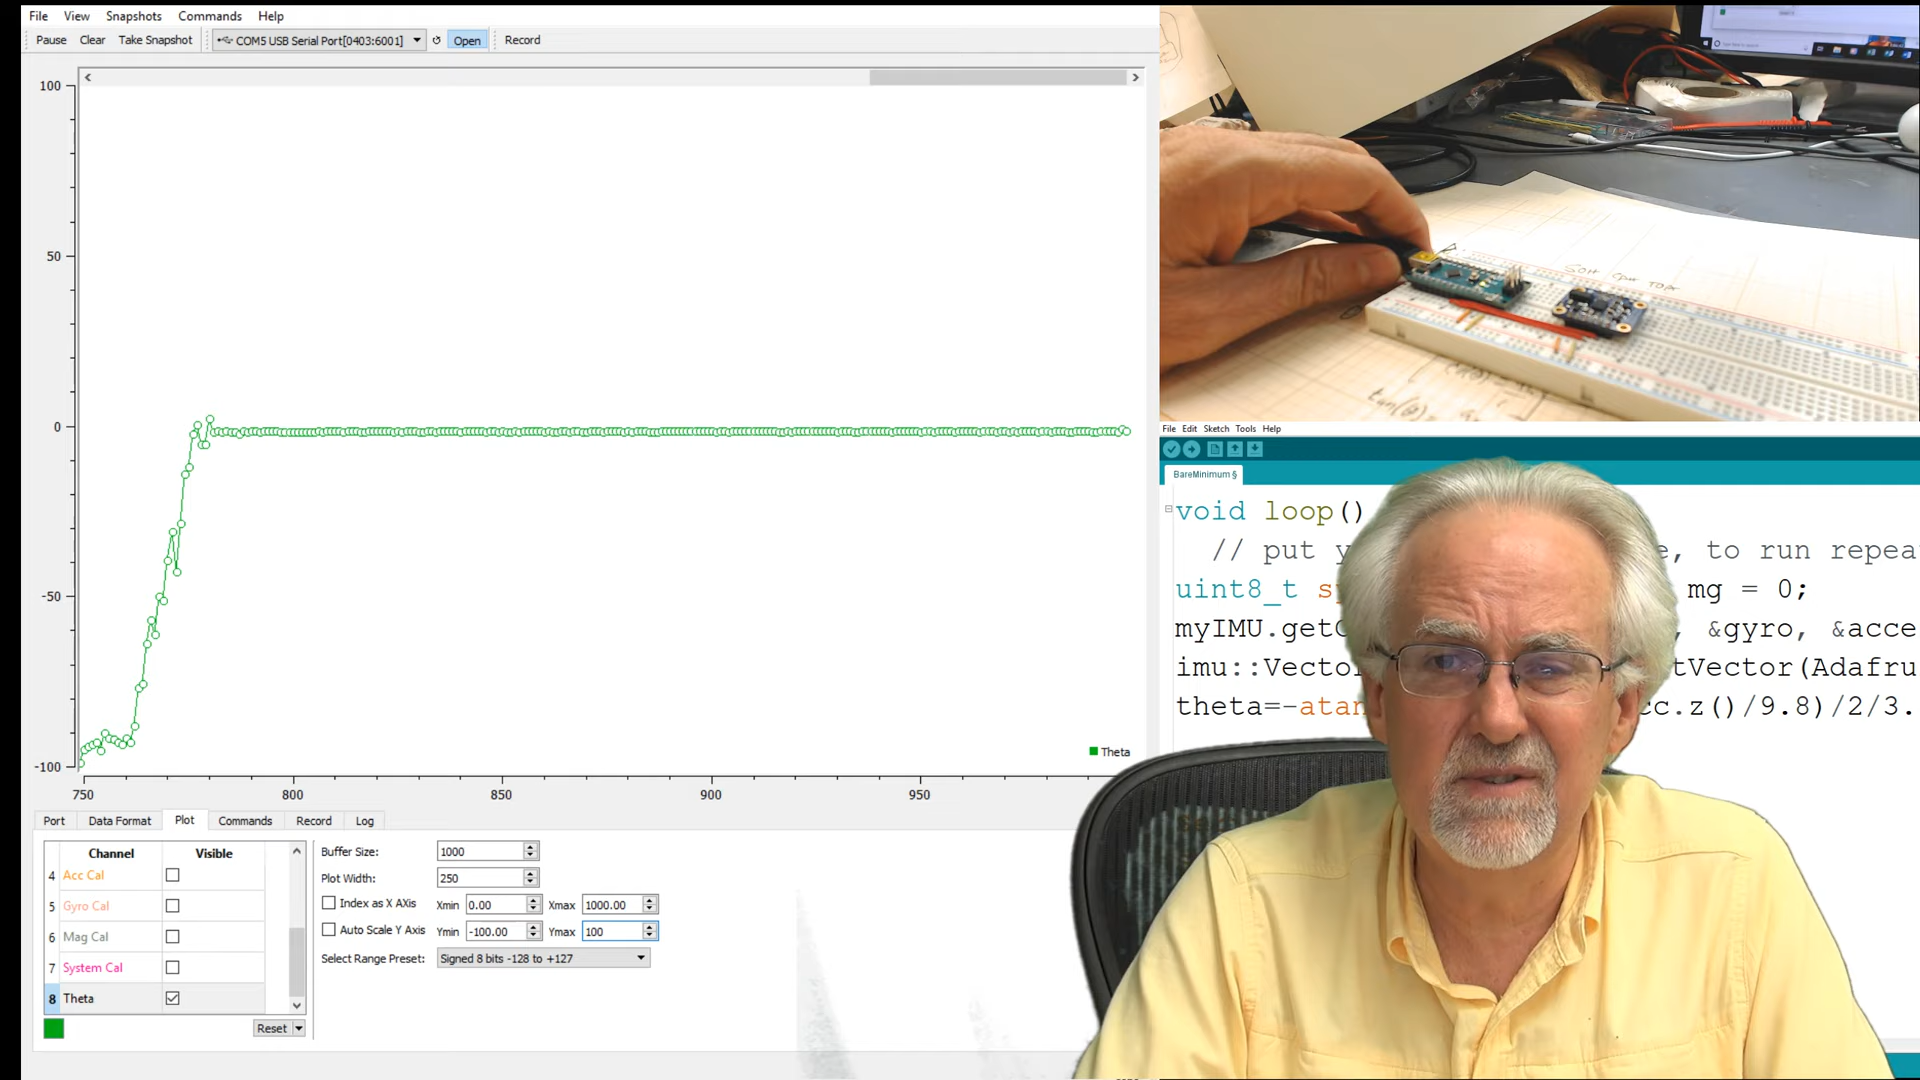 File View Snapshots Commands Help
Pause Clear Take Snapshot COM5 USB Serial Port[0403:6001] Open Record
100
50
0
-50
-100
750 800 850 900 950
Theta
Port Data Format Plot Commands Record Log
Channel Visible
4 Acc Cal
5 Gyro Cal
6 Mag Cal
7 System Cal
8 Theta
Reset
Buffer Size: 1000
Plot Width: 250
Index as X AXis Xmin 0.00 Xmax 1000.00
Auto Scale Y Axis Ymin -100.00 Ymax 100
Select Range Preset: Signed 8 bits -128 to +127
tan(θ)
File Edit Sketch Tools Help
BareMinimum §
void loop()
// put y e, to run repea
uint8_t s mg = 0;
myIMU.get , &gyro, &acce
imu::Vecto tVector(Adafru
theta=-atan cc.z()/9.8)/2/3.